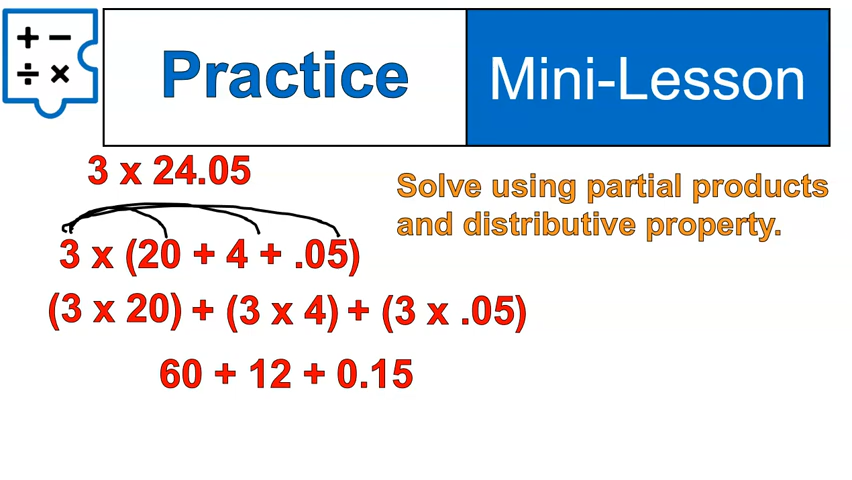 + −
÷ ×
Practice
Mini-Lesson
3 x 24.05
Solve using partial products
and distributive property.
3 x (20 + 4 + .05)
(3 x 20) + (3 x 4) + (3 x .05)
60 + 12 + 0.15